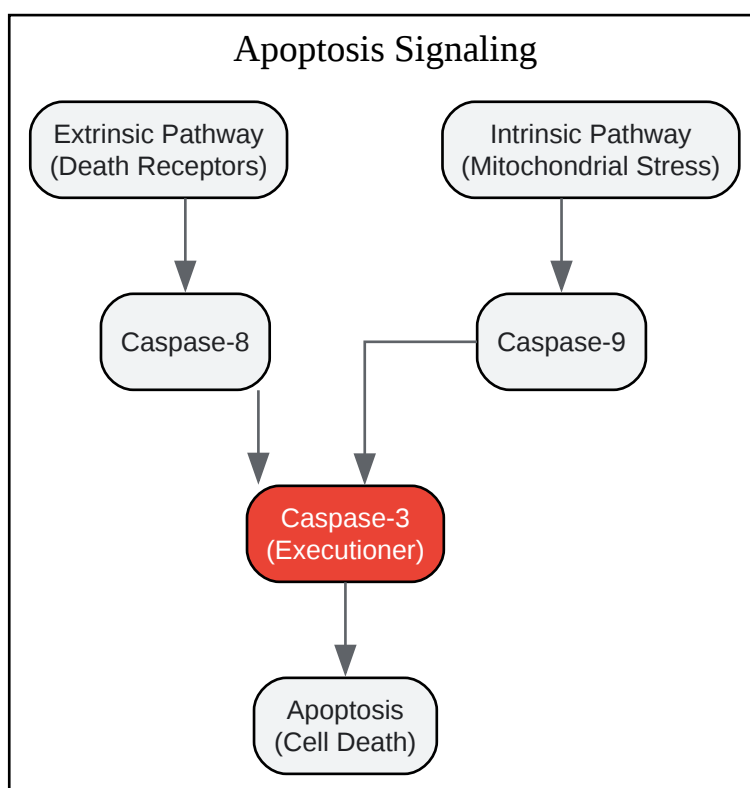 Apoptosis Signaling
Extrinsic Pathway
(Death Receptors)
Intrinsic Pathway
(Mitochondrial Stress)
Caspase-8
Caspase-9
Caspase-3
(Executioner)
Apoptosis
(Cell Death)